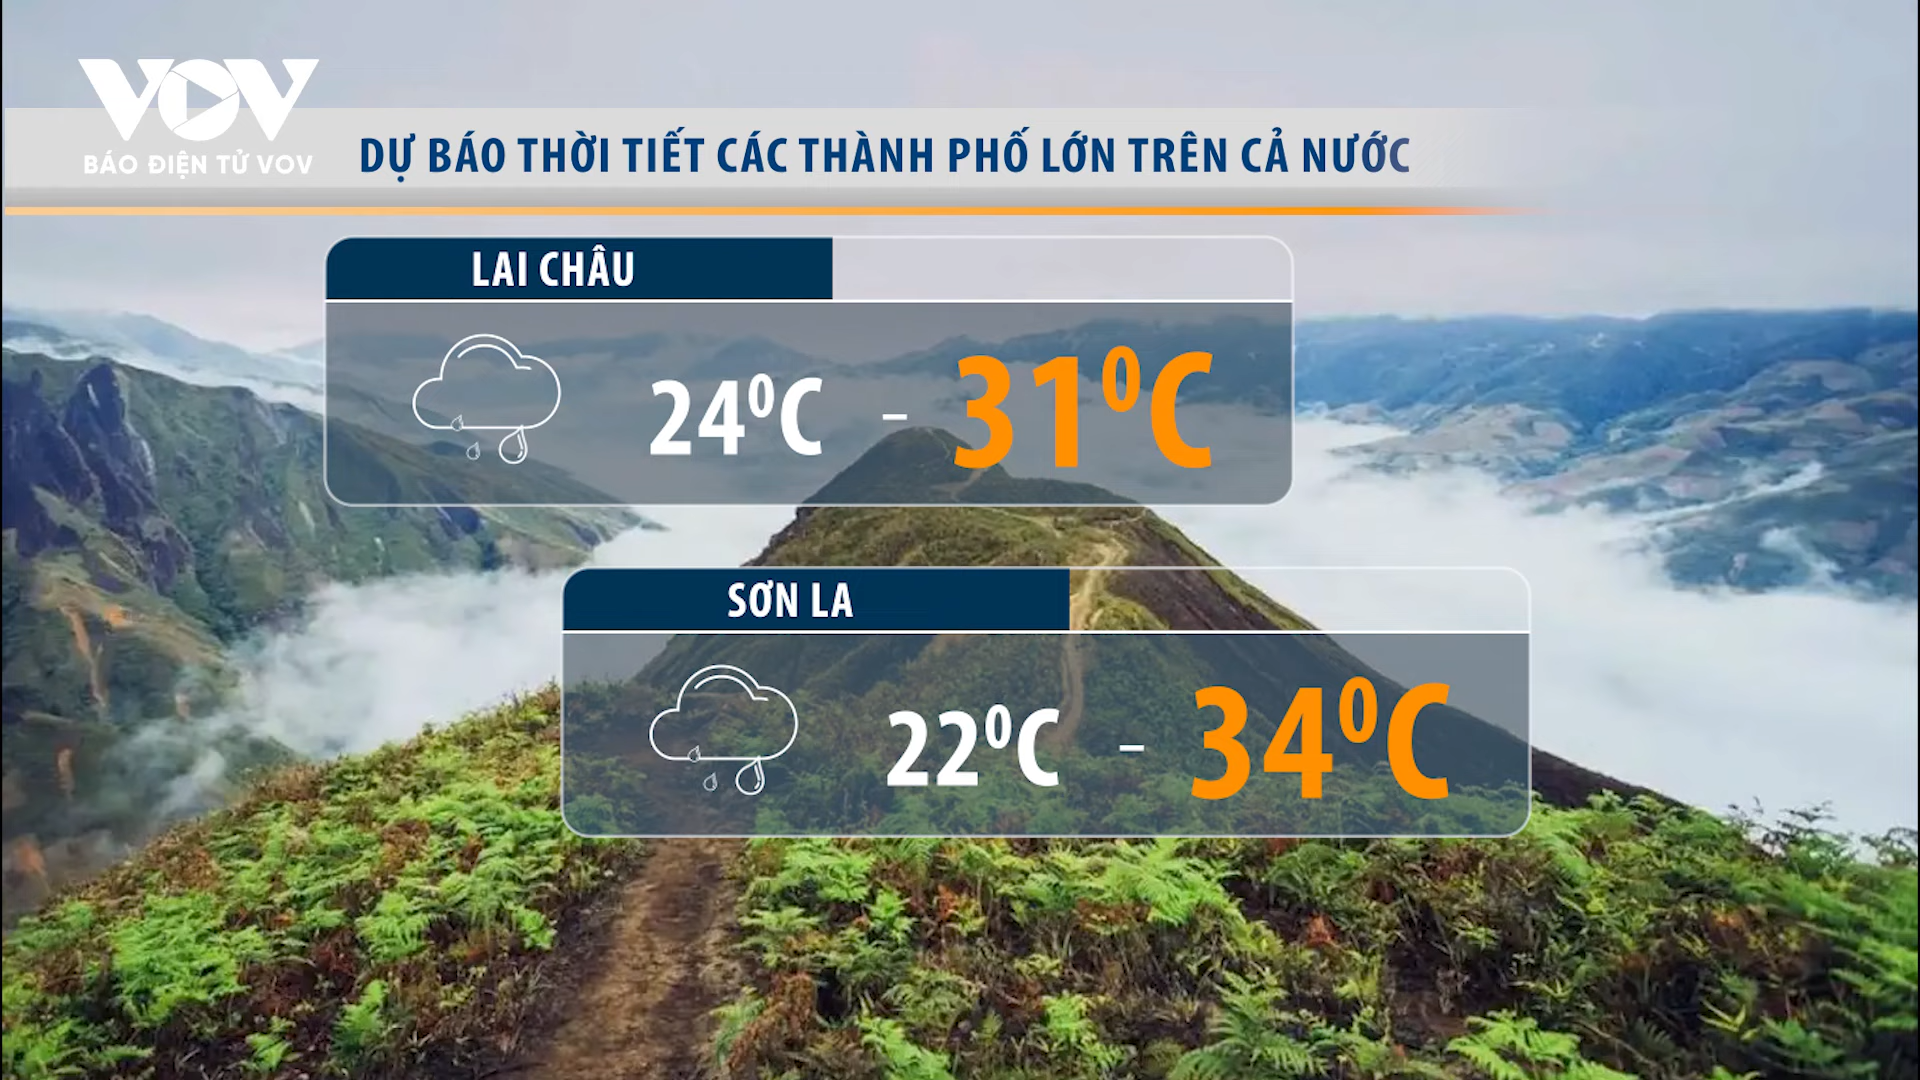 VOV
BÁO ĐIỆN TỬ VOV
DỰ BÁO THỜI TIẾT CÁC THÀNH PHỐ LỚN TRÊN CẢ NƯỚC
LAI CHÂU
24⁰C - 31⁰C
SƠN LA
22⁰C - 34⁰C